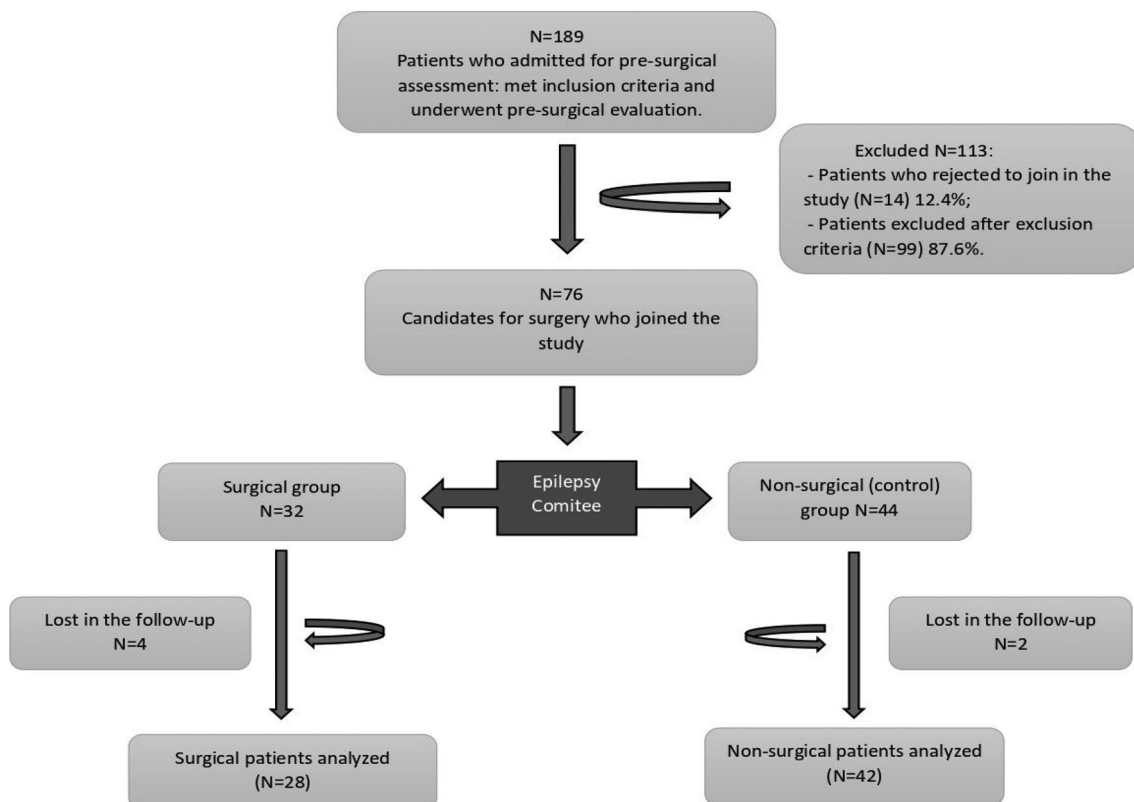 N=189
Patients who admitted for pre-surgical
assessment: met inclusion criteria and
underwent pre-surgical evaluation.
Excluded N=113:
- Patients who rejected to join in the
study (N=14) 12.4%;
- Patients excluded after exclusion
criteria (N=99) 87.6%.
N=76
Candidates for surgery who joined the
study
Surgical group
N=32
Epilepsy
Comitee
Non-surgical (control)
group N=44
Lost in the follow-up
N=4
Lost in the follow-up
N=2
Surgical patients analyzed
(N=28)
Non-surgical patients analyzed
(N=42)